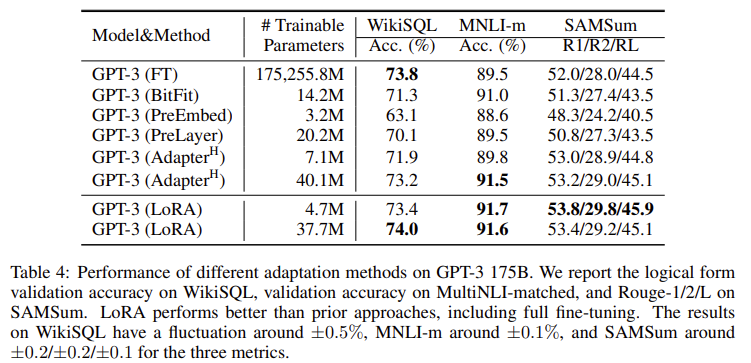 Model&Method # Trainable Parameters WikiSQL MNLI-m SAMSum
Acc. (%) Acc. (%) R1/R2/RL
GPT-3 (FT) 175,255.8M 73.8 89.5 52.0/28.0/44.5
GPT-3 (BitFit) 14.2M 71.3 91.0 51.3/27.4/43.5
GPT-3 (PreEmbed) 3.2M 63.1 88.6 48.3/24.2/40.5
GPT-3 (PreLayer) 20.2M 70.1 89.5 50.8/27.3/43.5
GPT-3 (Adapter^H) 7.1M 71.9 89.8 53.0/28.9/44.8
GPT-3 (Adapter^H) 40.1M 73.2 91.5 53.2/29.0/45.1
GPT-3 (LoRA) 4.7M 73.4 91.7 53.8/29.8/45.9
GPT-3 (LoRA) 37.7M 74.0 91.6 53.4/29.2/45.1
Table 4: Performance of different adaptation methods on GPT-3 175B. We report the logical form
validation accuracy on WikiSQL, validation accuracy on MultiNLI-matched, and Rouge-1/2/L on
SAMSum. LoRA performs better than prior approaches, including full fine-tuning. The results
on WikiSQL have a fluctuation around ±0.5%, MNLI-m around ±0.1%, and SAMSum around
±0.2/±0.2/±0.1 for the three metrics.